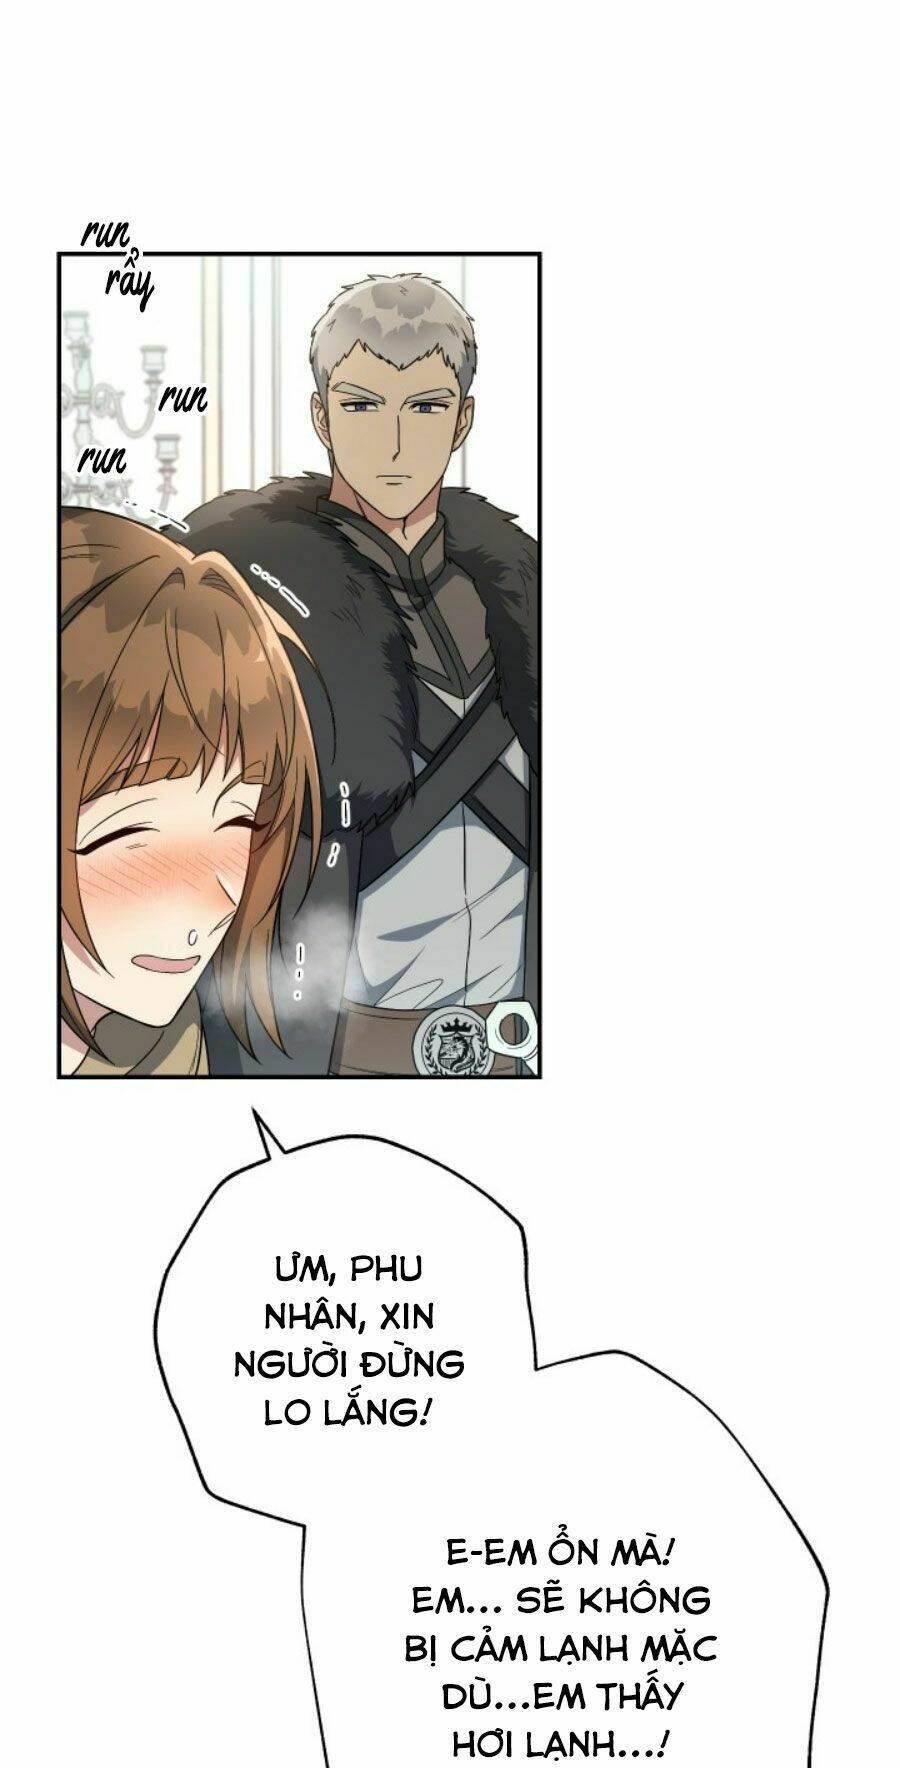 run
rẩy
run
run
ƯM, PHU
NHÂN, XIN
NGƯỜI ĐỪNG
LO LẮNG!
E-EM ỔN MÀ!
EM... SẼ KHÔNG
BỊ CẢM LẠNH MẶC
DÙ...EM THẤY
HƠI LẠNH...!